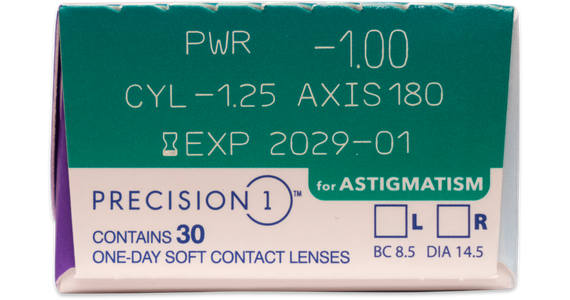 PWR -1.00
CYL -1.25 AXIS 180
EXP 2029-01
for ASTIGMATISM
PRECISION 1™
L R
CONTAINS 30
BC 8.5 DIA 14.5
ONE-DAY SOFT CONTACT LENSES